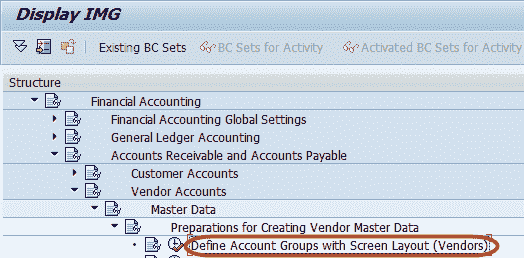 Display IMG
Existing BC Sets BC Sets for Activity Activated BC Sets for Activity
Structure
Financial Accounting
Financial Accounting Global Settings
General Ledger Accounting
Accounts Receivable and Accounts Payable
Customer Accounts
Vendor Accounts
Master Data
Preparations for Creating Vendor Master Data
Define Account Groups with Screen Layout (Vendors)